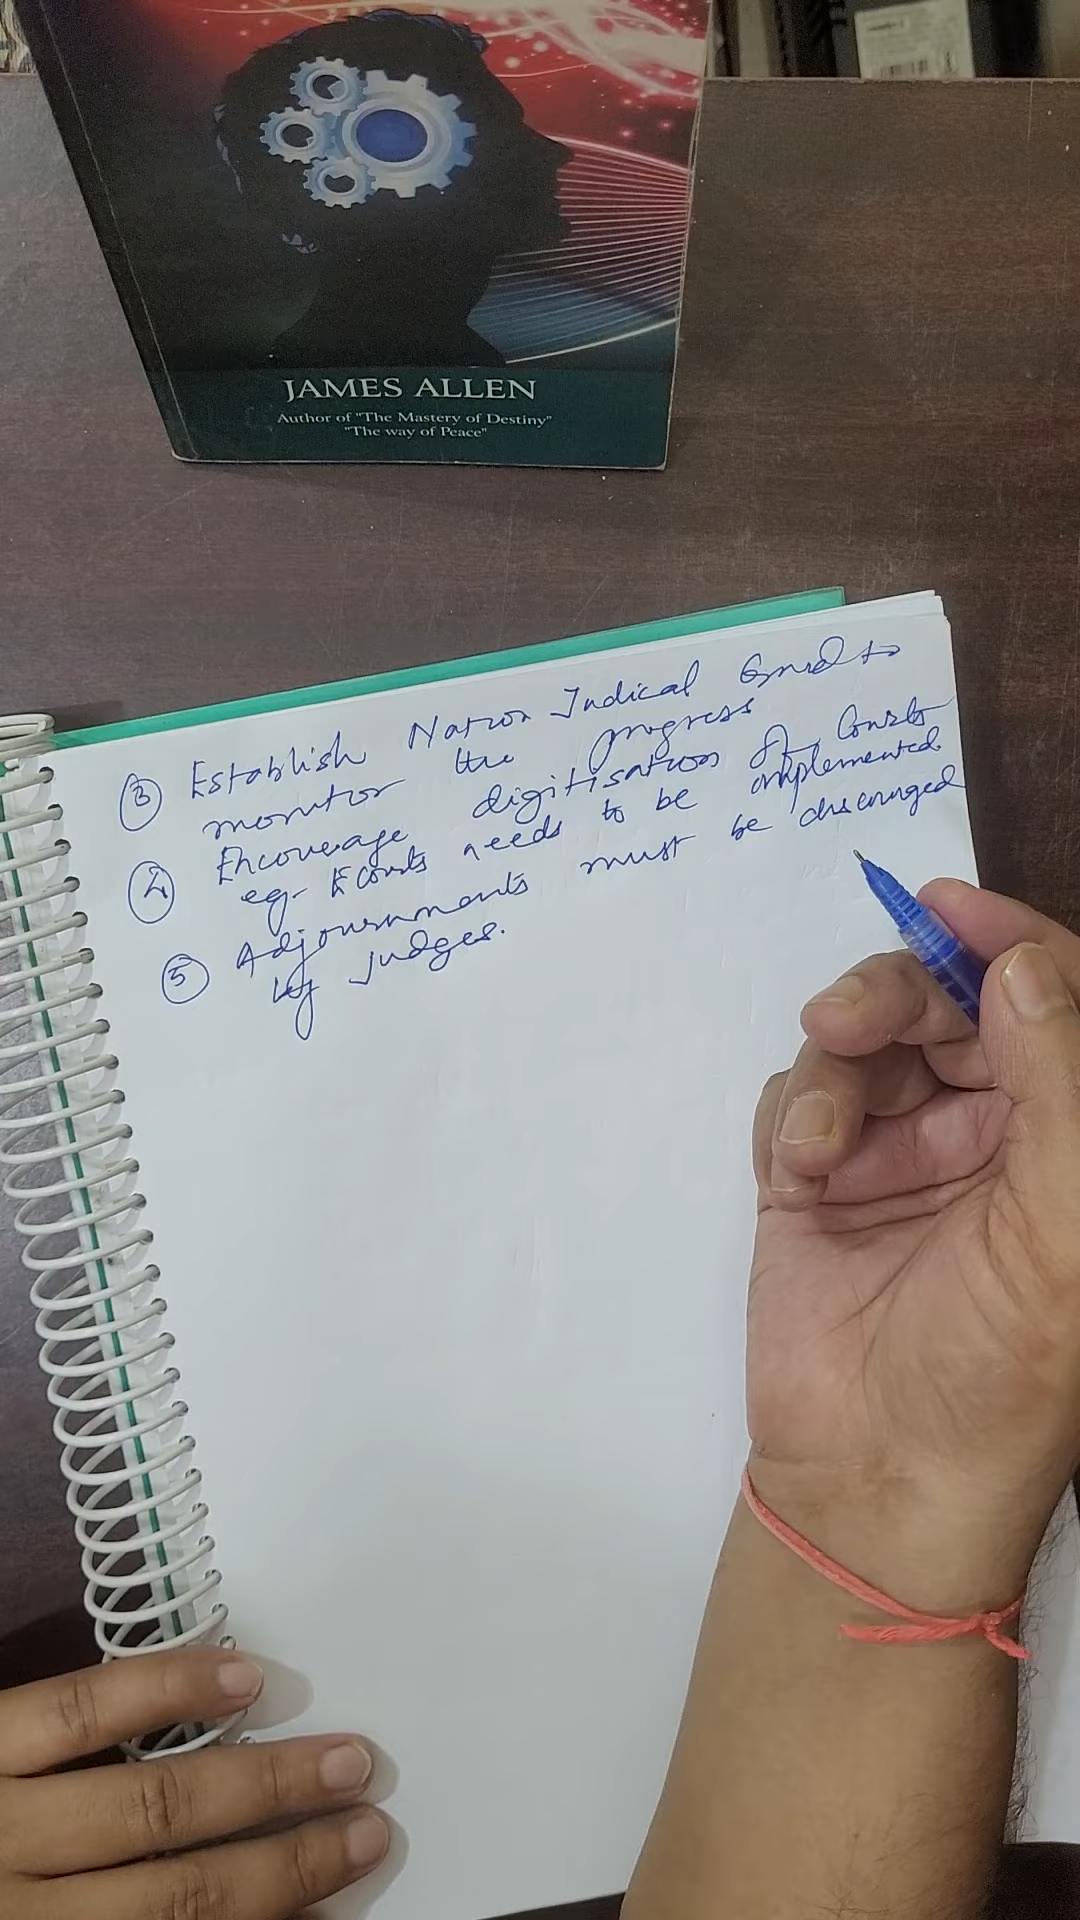 JAMES ALLEN
Author of "The Mastery of Destiny"
"The way of Peace"
③ Establish Nation Judical Grid to
monitor the progress
④ Encourage digitisation of Courts
eg. E courts needs to be implemented
⑤ Adjournments must be discouraged
by judges.